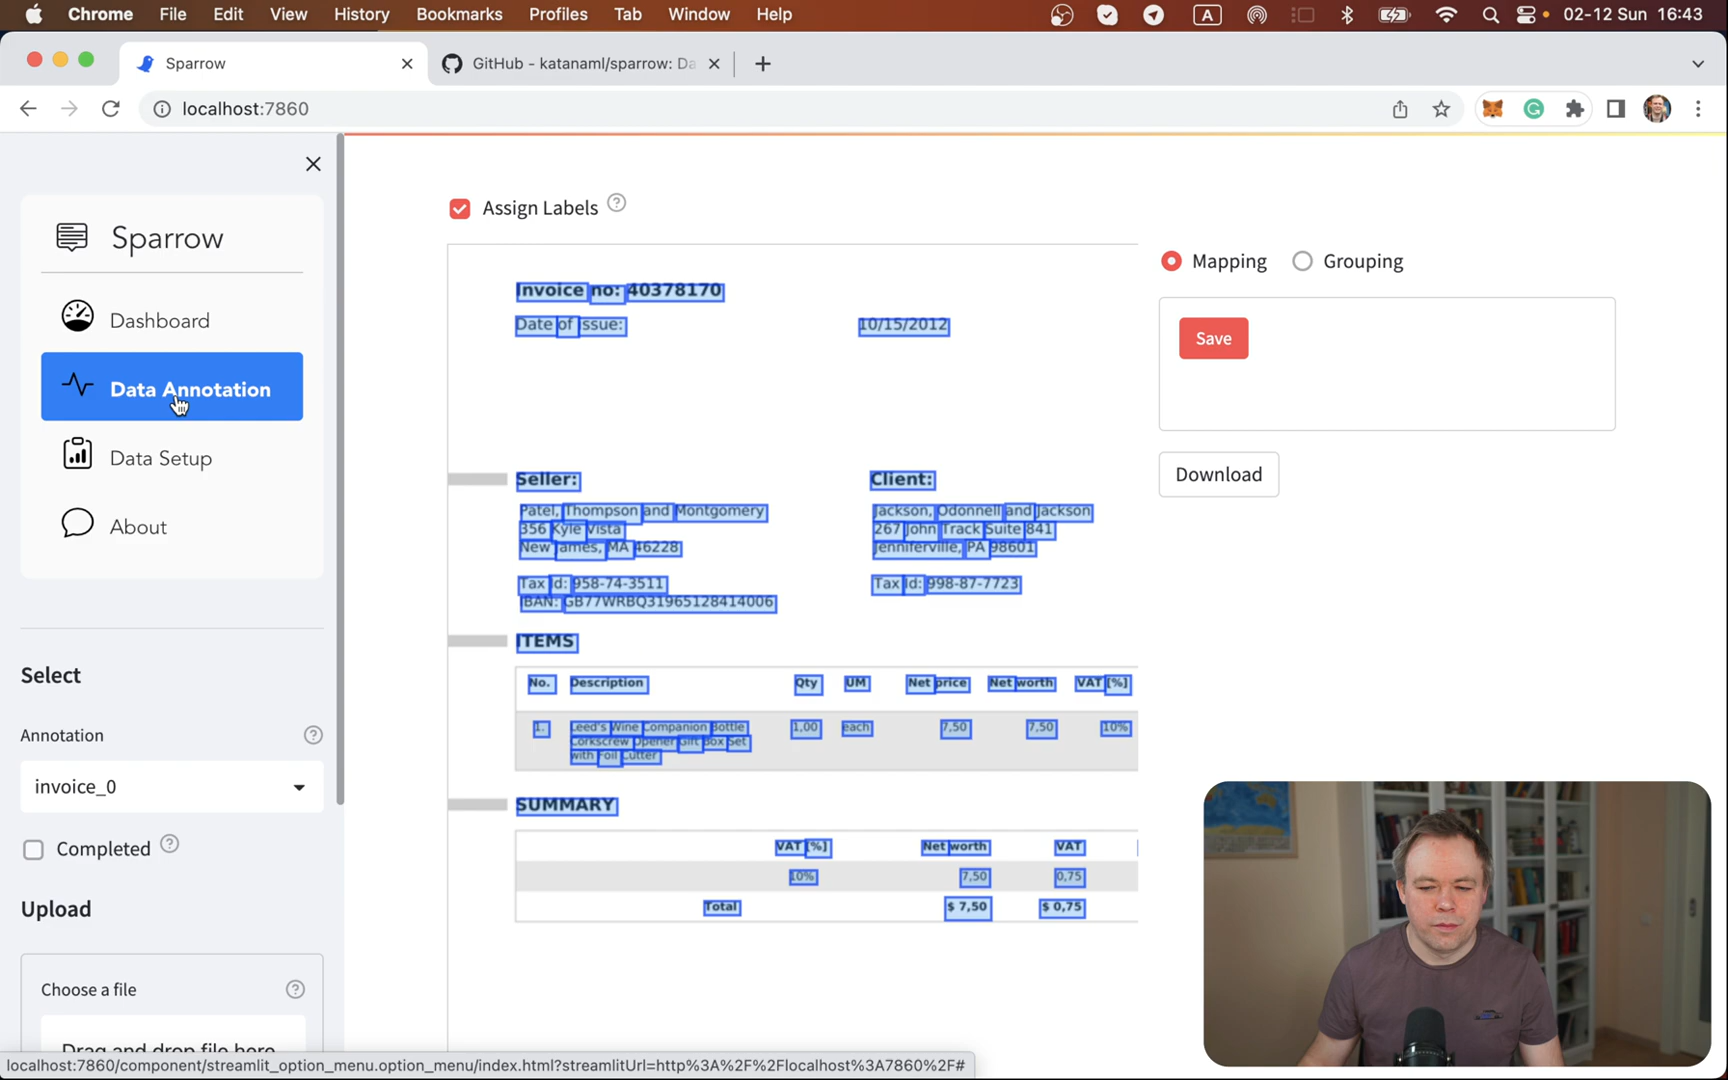 Chrome File Edit View History Bookmarks Profiles Tab Window Help A 02-12 Sun 16:43
Sparrow GitHub - katanaml/sparrow: Da
localhost:7860
Sparrow
Dashboard
Data Annotation
Data Setup
About
Select
Annotation
invoice_0
Completed
Upload
Choose a file
Drag and drop file here
Assign Labels
Invoice no: 40378170
Date of issue: 10/15/2012
Seller: Client:
Patel, Thompson and Montgomery Jackson, Odonnell and Jackson
356 Kyle Vista 267 John Track Suite 841
New James, MA 46228 Jenniferville, PA 98601
Tax Id: 958-74-3511 Tax Id: 998-87-7723
IBAN: GB77WRBQ31965128414006
ITEMS
No. Description Qty UM Net price Net worth VAT [%]
1. Leed's Wine Companion Bottle 1,00 each 7,50 7,50 10%
Corkscrew Opener Gift Box Set
with Foil Cutter
SUMMARY
VAT [%] Net worth VAT
10% 7,50 0,75
Total $ 7,50 $ 0,75
Mapping Grouping
Save
Download
localhost:7860/component/streamlit_option_menu.option_menu/index.html?streamlitUrl=http%3A%2F%2Flocalhost%3A7860%2F#